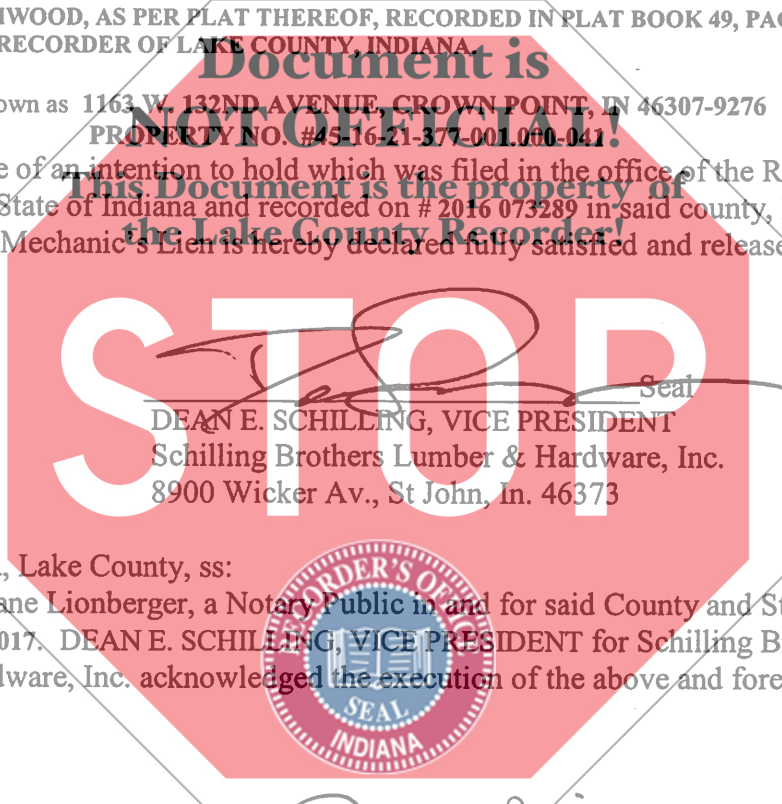 IWOOD, AS PER PLAT THEREOF, RECORDED IN PLAT BOOK 49, PAG
RECORDER OF LAKE COUNTY, INDIANA.
Document is
own as 1163 W. 132ND AVENUE, CROWN POINT, IN 46307-9276
NOT OFFICIAL!
PROPERTY NO. #45-16-21-377-001.000-041
e of an intention to hold which was filed in the office of the R
This Document is the property of
State of Indiana and recorded on # 2016 073289 in said county,
the Lake County Recorder!
Mechanic's Lien is hereby declared fully satisfied and release
STOP
Seal
DEAN E. SCHILLING, VICE PRESIDENT
Schilling Brothers Lumber & Hardware, Inc.
8900 Wicker Av., St John, In. 46373
., Lake County, ss:
ane Lionberger, a Notary Public in and for said County and St
017. DEAN E. SCHILLING, VICE PRESIDENT for Schilling B
dware, Inc. acknowledged the execution of the above and fore
RECORDER'S OFFICE
SEAL
INDIANA